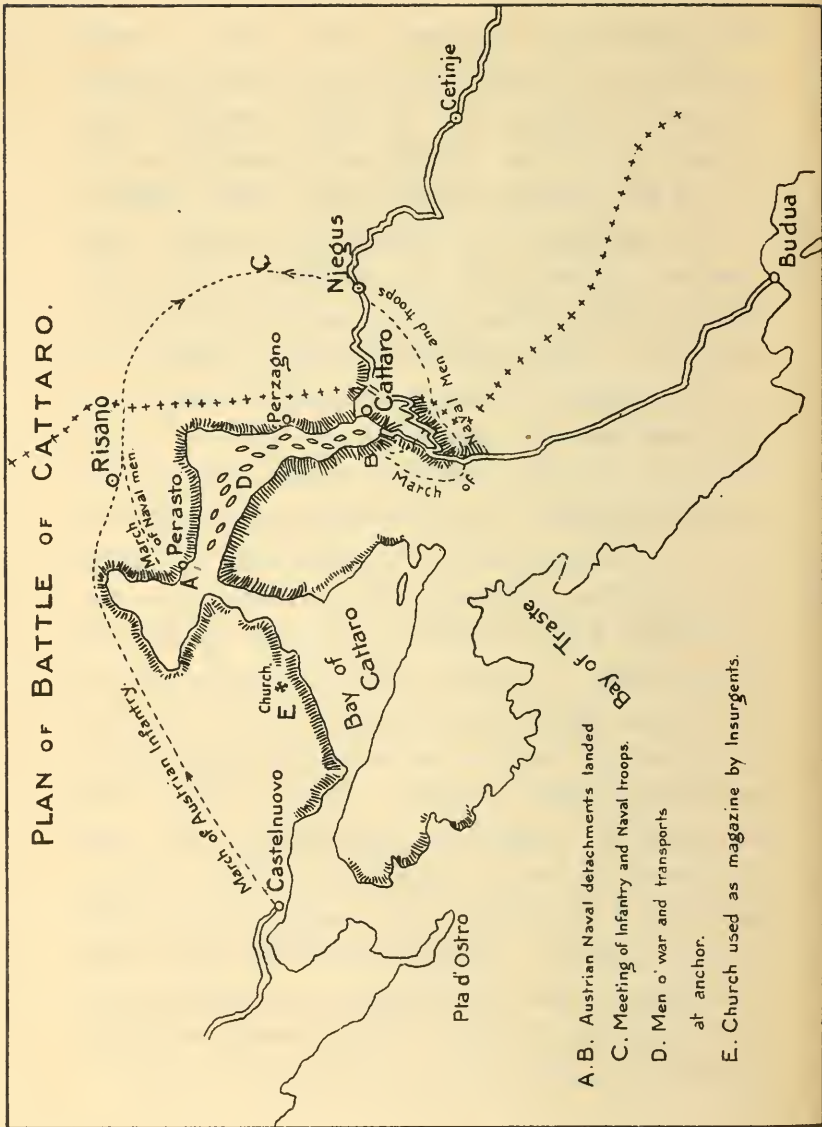 PLAN OF BATTLE OF CATTARO.
Risano
March
of Naval men.
Perasto
A
D
Perzagno
C
Niegus
Cetinje
Cattaro
B
March
of
Naval Men and troops
Budua
March of Austrian Infantry.
Church
E *
Bay of
Cattaro
Castelnuovo
Bay of Traste
Pta d'Ostro
A.B. Austrian Naval detachments landed
C. Meeting of Infantry and Naval troops.
D. Men o' war and transports
at anchor.
E. Church used as magazine by Insurgents.